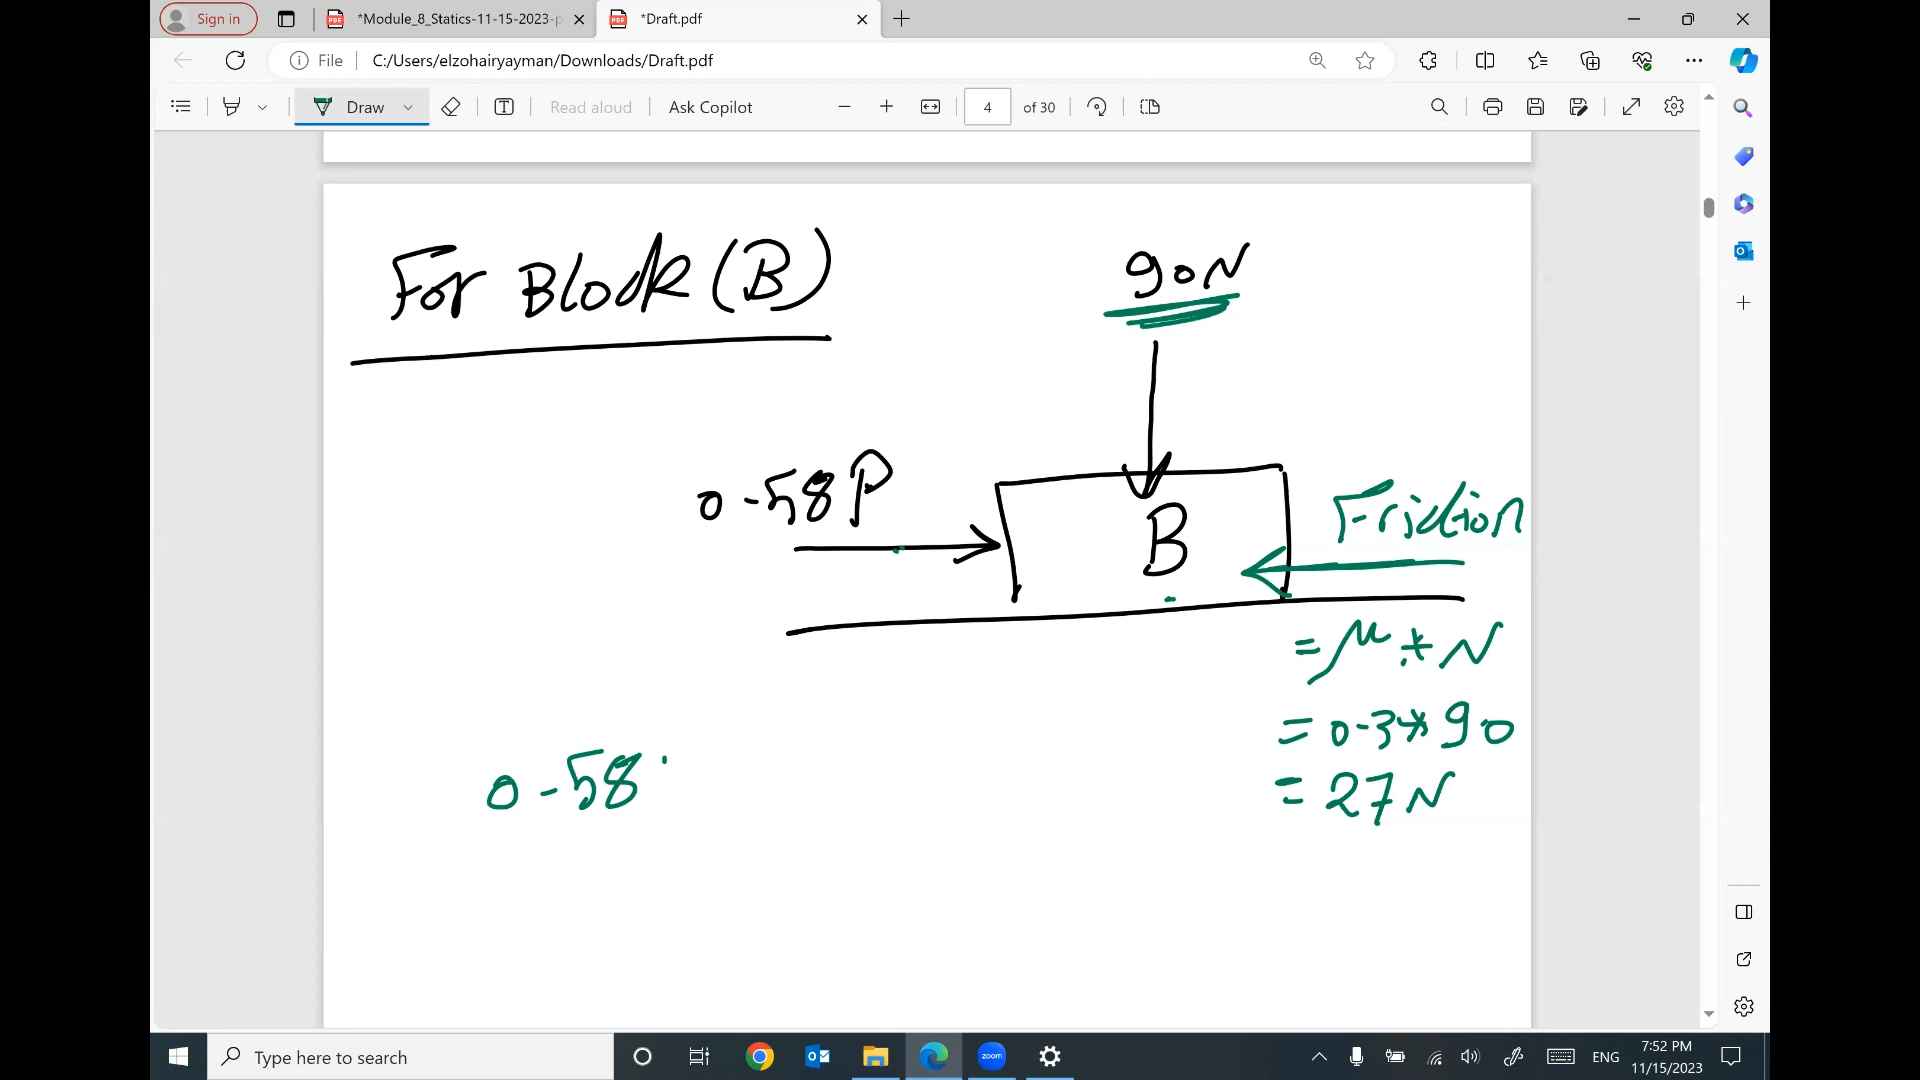 Sign in
*Module_8_Statics-11-15-2023-p
*Draft.pdf
File
C:/Users/elzohairyayman/Downloads/Draft.pdf
Draw
Read aloud
Ask Copilot
4
of 30
For Block (B)
90N
0.58P
B
Friction
= μ * N
= 0.3 * 90
= 27N
0.58
Type here to search
zoom
ENG
7:52 PM
11/15/2023